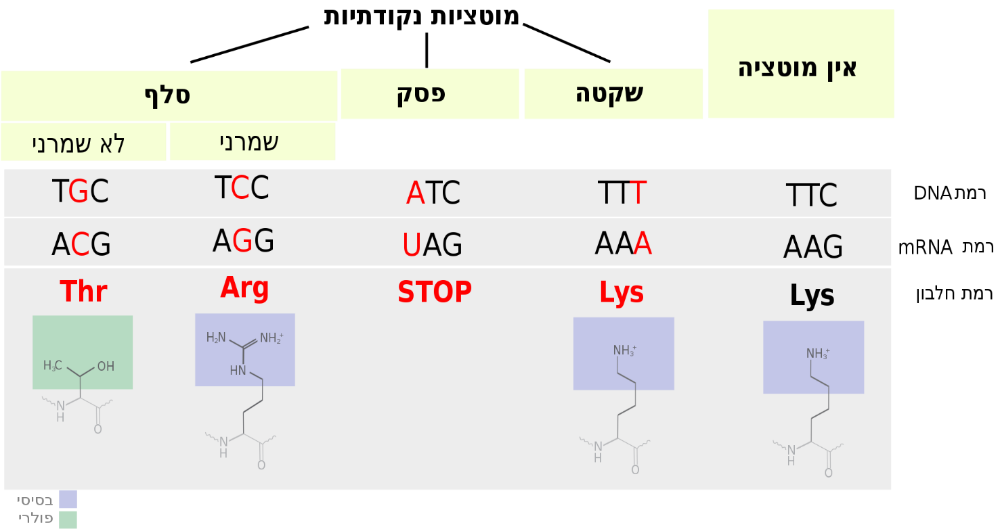 מוטציות נקודתיות
אין מוטציה
שקטה
פסק
סלף
שמרני
לא שמרני
רמת DNA
TTC
TTT
ATC
TCC
TGC
רמת mRNA
AAG
AAA
UAG
AGG
ACG
רמת חלבון
Lys
Lys
STOP
Arg
Thr
NH3+
N
H
O
NH3+
N
H
O
H2N
NH2+
HN
N
H
O
H3C
OH
N
H
O
בסיסי
פולרי